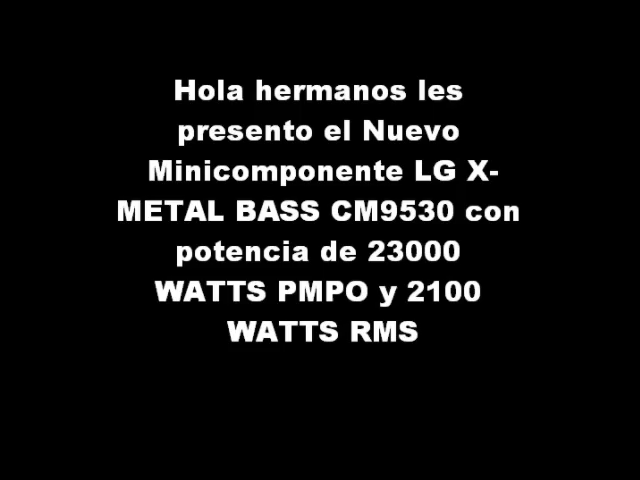 Hola hermanos les
presento el Nuevo
Minicomponente LG X-
METAL BASS CM9530 con
potencia de 23000
WATTS PMPO y 2100
WATTS RMS